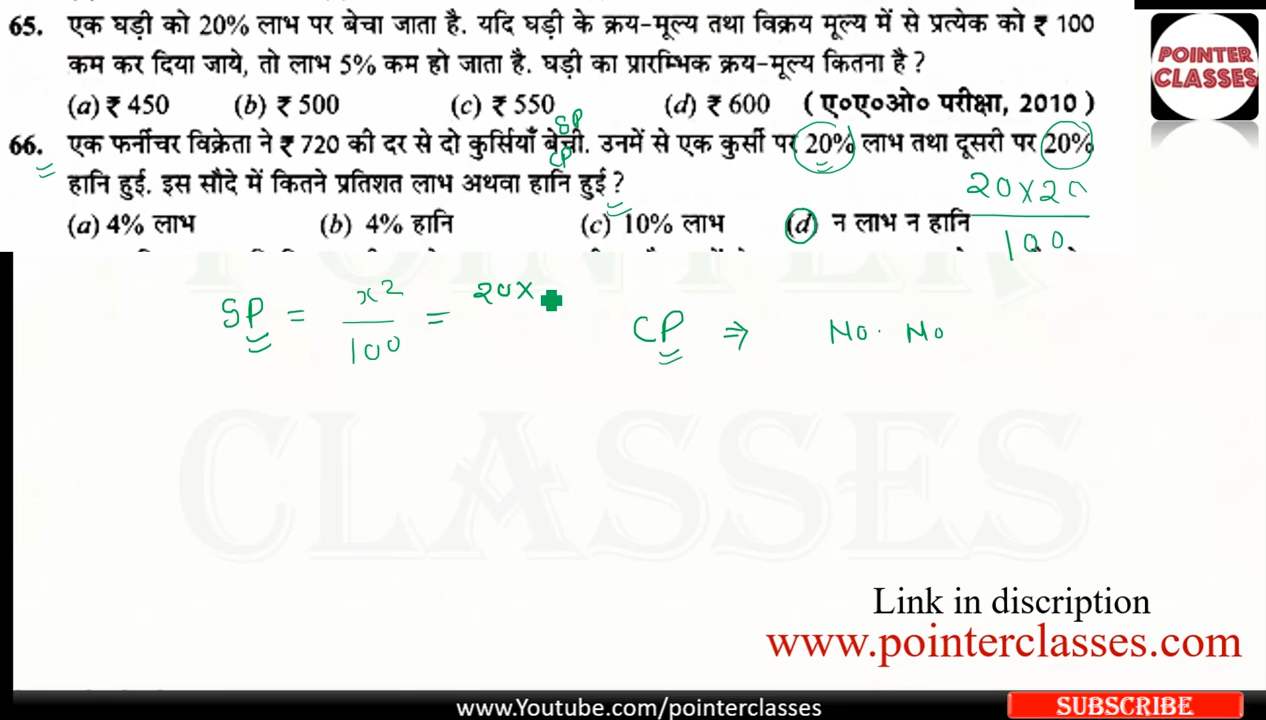 65. एक घड़ी को 20% लाभ पर बेचा जाता है. यदि घड़ी के क्रय-मूल्य तथा विक्रय मूल्य में से प्रत्येक को ₹ 100
कम कर दिया जाये, तो लाभ 5% कम हो जाता है. घड़ी का प्रारम्भिक क्रय-मूल्य कितना है ?
(a) ₹ 450 (b) ₹ 500 (c) ₹ 550 (d) ₹ 600 ( ए०ए०ओ० परीक्षा, 2010 )
SP
66. एक फर्नीचर विक्रेता ने ₹ 720 की दर से दो कुर्सियाँ बेची. उनमें से एक कुर्सी पर 20% लाभ तथा दूसरी पर 20%
CP
हानि हुई. इस सौदे में कितने प्रतिशत लाभ अथवा हानि हुई ?
20x20
(a) 4% लाभ (b) 4% हानि (c) 10% लाभ (d) न लाभ न हानि
100
SP = x2 = 20x
100
CP ⇒ No. No
POINTER
CLASSES
POINTER
CLASSES
Link in discription
www.pointerclasses.com
www.Youtube.com/pointerclasses
SUBSCRIBE